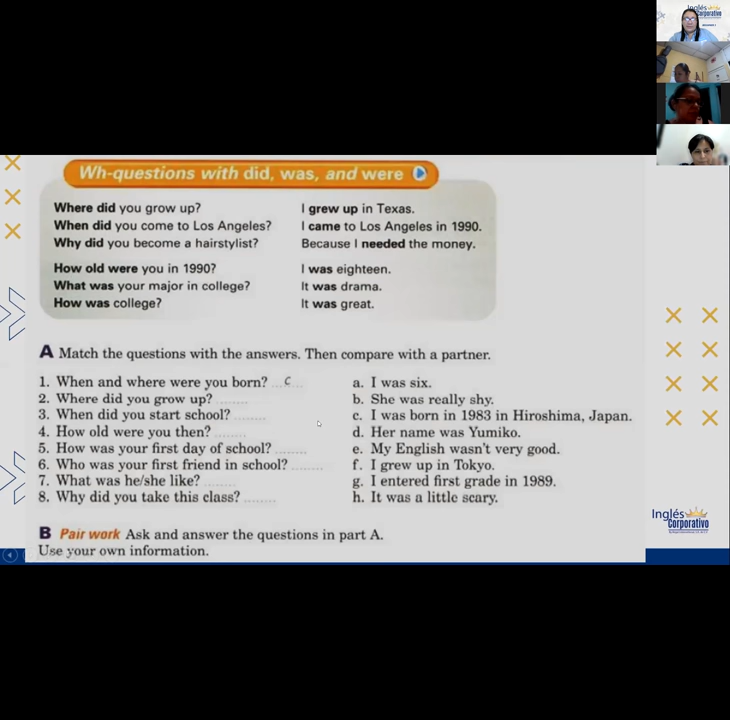 Inglés
Corporativo
Wh-questions with did, was, and were
Where did you grow up? I grew up in Texas.
When did you come to Los Angeles? I came to Los Angeles in 1990.
Why did you become a hairstylist? Because I needed the money.
How old were you in 1990? I was eighteen.
What was your major in college? It was drama.
How was college? It was great.
A Match the questions with the answers. Then compare with a partner.
1. When and where were you born? c a. I was six.
2. Where did you grow up? ........ b. She was really shy.
3. When did you start school? ........ c. I was born in 1983 in Hiroshima, Japan.
4. How old were you then? ........ d. Her name was Yumiko.
5. How was your first day of school? ........ e. My English wasn't very good.
6. Who was your first friend in school? ........ f. I grew up in Tokyo.
7. What was he/she like? ........ g. I entered first grade in 1989.
8. Why did you take this class? ........ h. It was a little scary.
B Pair work Ask and answer the questions in part A.
Use your own information.
Inglés
Corporativo